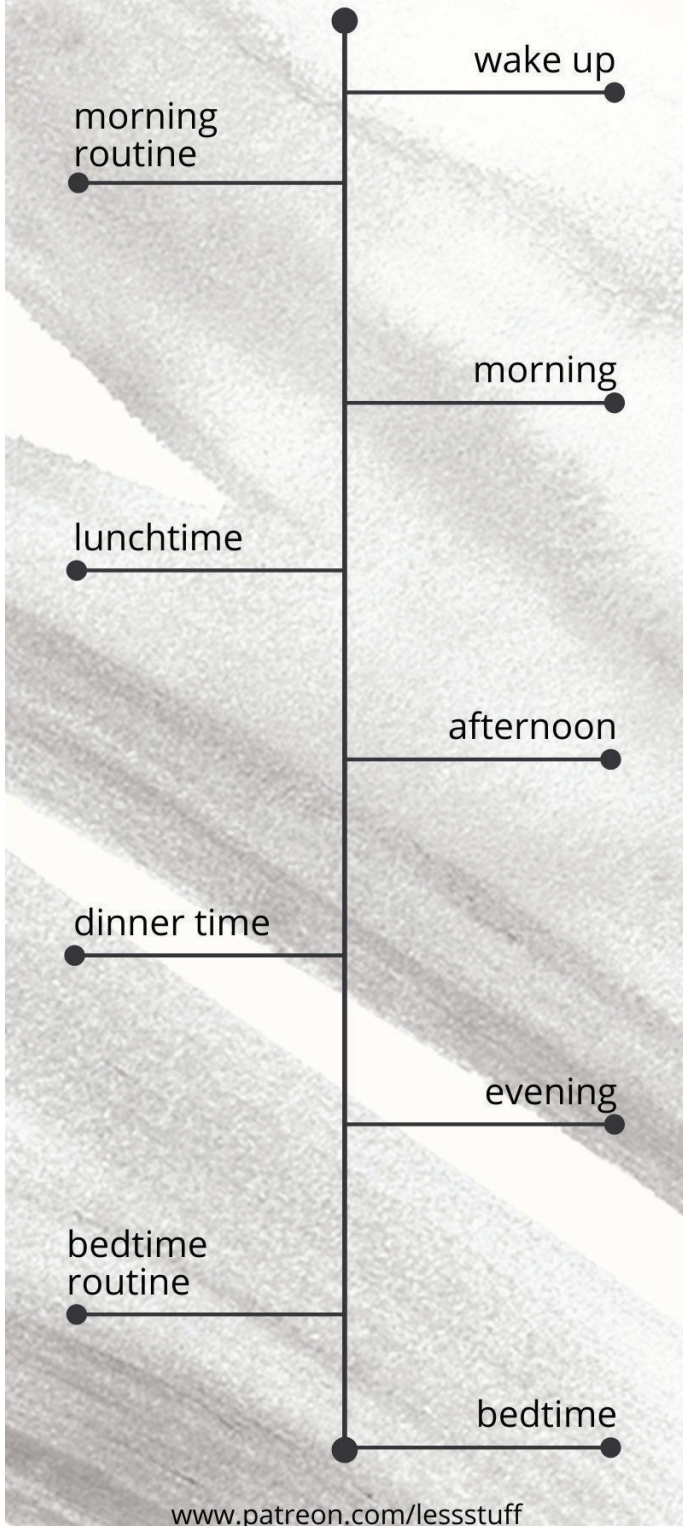 wake up
morning
routine
morning
lunchtime
afternoon
dinner time
evening
bedtime
routine
bedtime
www.patreon.com/lessstuff